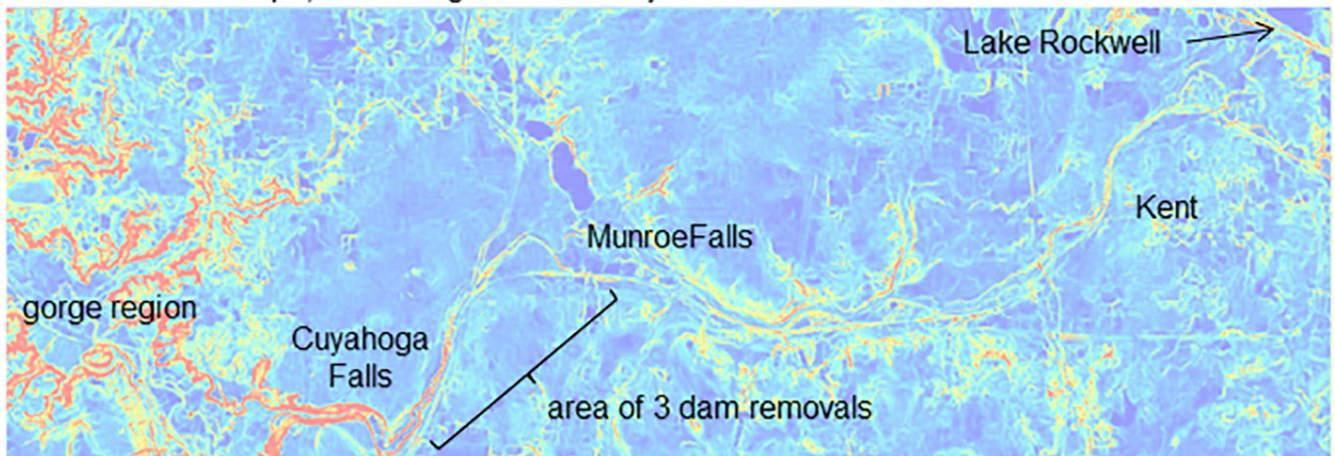 Lake Rockwell
Kent
MunroeFalls
gorge region
Cuyahoga
Falls
area of 3 dam removals